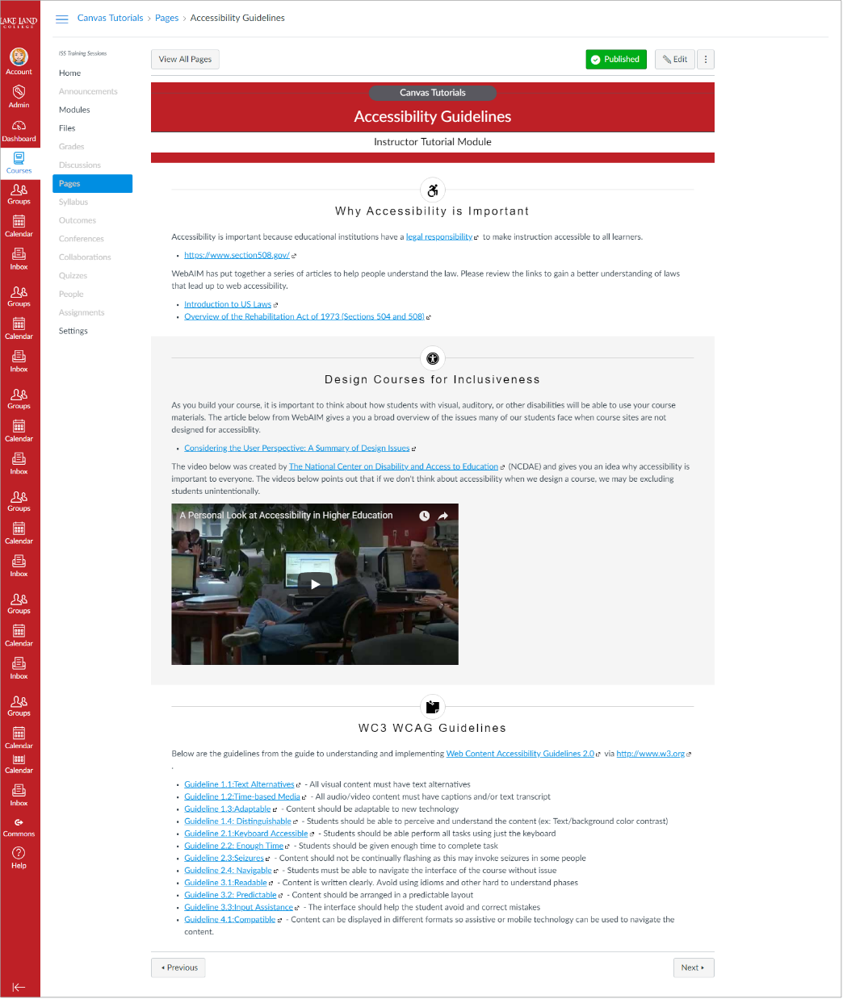 LAKE LAND
COLLEGE
Account
Admin
Dashboard
Courses
Groups
Calendar
Inbox
Groups
Calendar
Inbox
Groups
Calendar
Inbox
Groups
Calendar
Inbox
Groups
Calendar
Inbox
Groups
Calendar
Calendar
Inbox
Commons
Help
Canvas Tutorials > Pages > Accessibility Guidelines
ISS Training Sessions
Home
Announcements
Modules
Files
Grades
Discussions
Pages
Syllabus
Outcomes
Conferences
Collaborations
Quizzes
People
Assignments
Settings
View All Pages
Published
Edit
Canvas Tutorials
Accessibility Guidelines
Instructor Tutorial Module
Why Accessibility is Important
Accessibility is important because educational institutions have a legal responsibility to make instruction accessible to all learners.
• https://www.section508.gov/
WebAIM has put together a series of articles to help people understand the law. Please review the links to gain a better understanding of laws
that lead up to web accessibility.
• Introduction to US Laws
• Overview of the Rehabilitation Act of 1973 (Sections 504 and 508)
Design Courses for Inclusiveness
As you build your course, it is important to think about how students with visual, auditory, or other disabilities will be able to use your course
materials. The article below from WebAIM gives a you a broad overview of the issues many of our students face when course sites are not
designed for accessiblity.
• Considering the User Perspective: A Summary of Design Issues
The video below was created by The National Center on Disability and Access to Education (NCDAE) and gives you an idea why accessibility is
important to everyone. The videos below points out that if we don't think about accessibility when we design a course, we may be excluding
students unintentionally.
A Personal Look at Accessibility in Higher Education
WC3 WCAG Guidelines
Below are the guidelines from the guide to understanding and implementing Web Content Accessibility Guidelines 2.0 via http://www.w3.org
.
• Guideline 1.1:Text Alternatives - All visual content must have text alternatives
• Guideline 1.2:Time-based Media - All audio/video content must have captions and/or text transcript
• Guideline 1.3:Adaptable - Content should be adaptable to new technology
• Guideline 1.4: Distinguishable - Students should be able to perceive and understand the content (ex: Text/background color contrast)
• Guideline 2.1:Keyboard Accessible - Students should be able perform all tasks using just the keyboard
• Guideline 2.2: Enough Time - Students should be given enough time to complete task
• Guideline 2.3:Seizures - Content should not be continually flashing as this may invoke seizures in some people
• Guideline 2.4: Navigable - Students must be able to navigate the interface of the course without issue
• Guideline 3.1:Readable - Content is written clearly. Avoid using idioms and other hard to understand phases
• Guideline 3.2: Predictable - Content should be arranged in a predictable layout
• Guideline 3.3:Input Assistance - The interface should help the student avoid and correct mistakes
• Guideline 4.1:Compatible - Content can be displayed in different formats so assistive or mobile technology can be used to navigate the
content.
Previous
Next